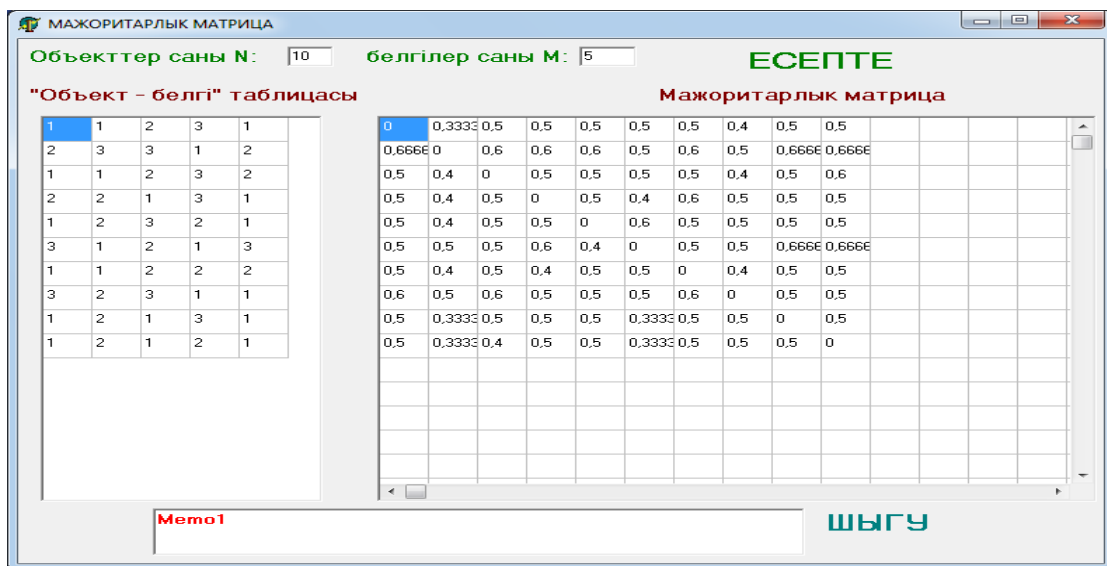 МАЖОРИТАРЛЫК МАТРИЦА
Объекттер саны N: 10 белгілер саны M: 5 ЕСЕПТЕ
"Объект - белгі" таблицасы Мажоритарлык матрица
1 1 2 3 1 0 0,3333 0,5 0,5 0,5 0,5 0,5 0,4 0,5 0,5
2 3 3 1 2 0,6666 0 0,6 0,6 0,6 0,5 0,6 0,5 0,6666 0,6666
1 1 2 3 2 0,5 0,4 0 0,5 0,5 0,5 0,5 0,4 0,5 0,6
2 2 1 3 1 0,5 0,4 0,5 0 0,5 0,4 0,6 0,5 0,5 0,5
1 2 3 2 1 0,5 0,4 0,5 0,5 0 0,6 0,5 0,5 0,5 0,5
3 1 2 1 3 0,5 0,5 0,5 0,6 0,4 0 0,5 0,5 0,6666 0,6666
1 1 2 2 2 0,5 0,4 0,5 0,4 0,5 0,5 0 0,4 0,5 0,5
3 2 3 1 1 0,6 0,5 0,6 0,5 0,5 0,5 0,6 0 0,5 0,5
1 2 1 3 1 0,5 0,3333 0,5 0,5 0,5 0,3333 0,5 0,5 0 0,5
1 2 1 2 1 0,5 0,3333 0,4 0,5 0,5 0,3333 0,5 0,5 0,5 0
Memo1 ШЫГУ